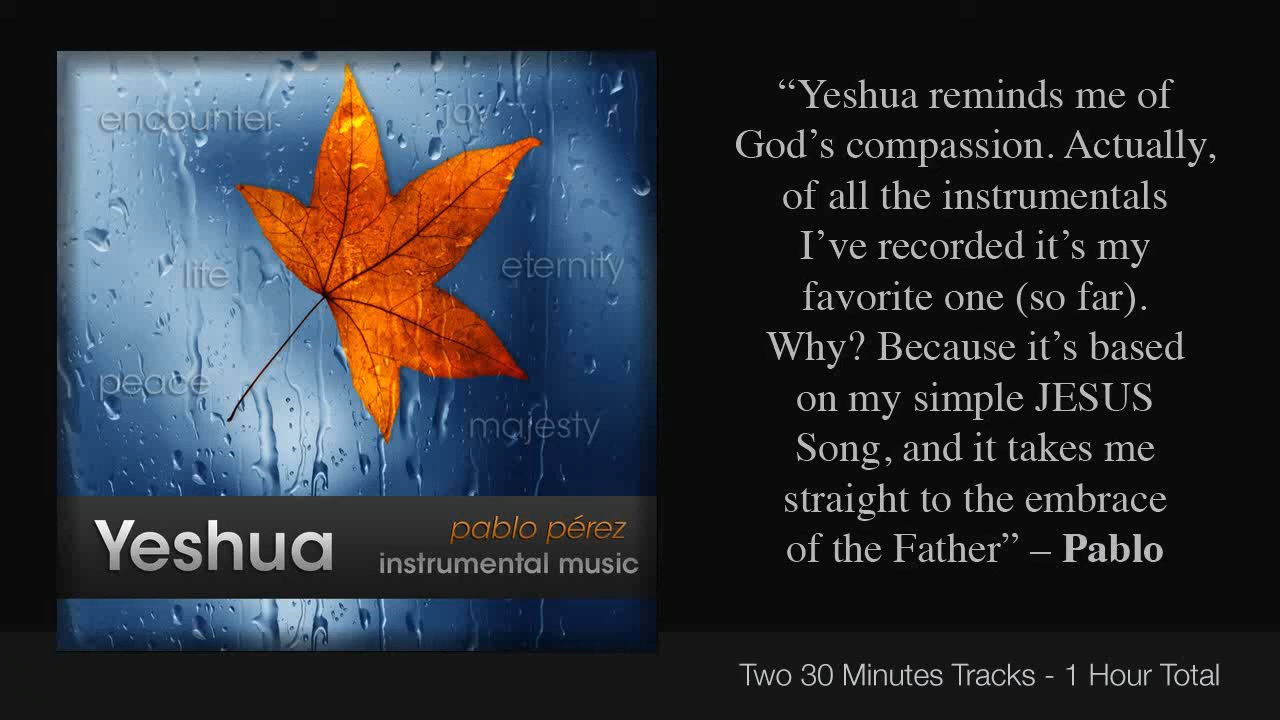 encounter
joy
life
eternity
peace
majesty
Yeshua
pablo pérez
instrumental music
“Yeshua reminds me of
God’s compassion. Actually,
of all the instrumentals
I’ve recorded it’s my
favorite one (so far).
Why? Because it’s based
on my simple JESUS
Song, and it takes me
straight to the embrace
of the Father” – Pablo
Two 30 Minutes Tracks - 1 Hour Total